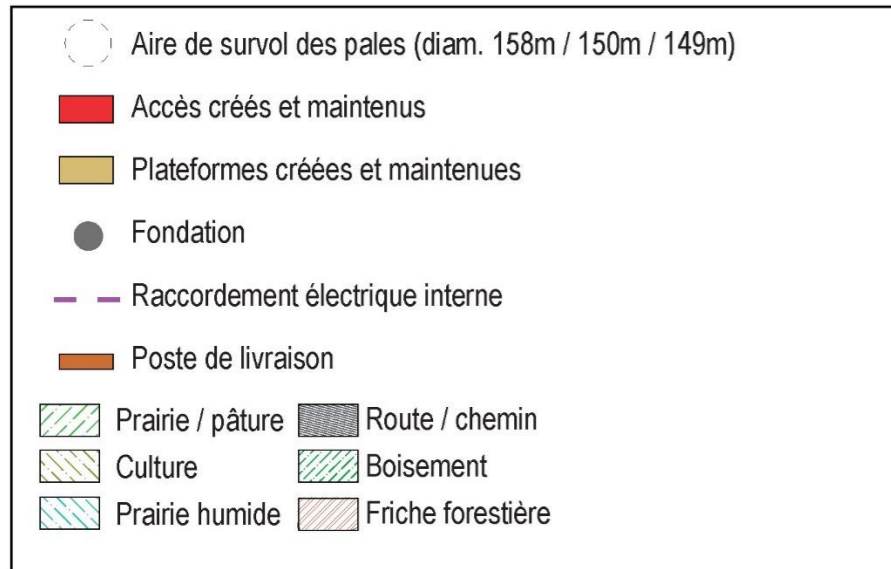 Aire de survol des pales (diam. 158m / 150m / 149m)
Accès créés et maintenus
Plateformes créées et maintenues
Fondation
Raccordement électrique interne
Poste de livraison
Prairie / pâture Route / chemin
Culture Boisement
Prairie humide Friche forestière